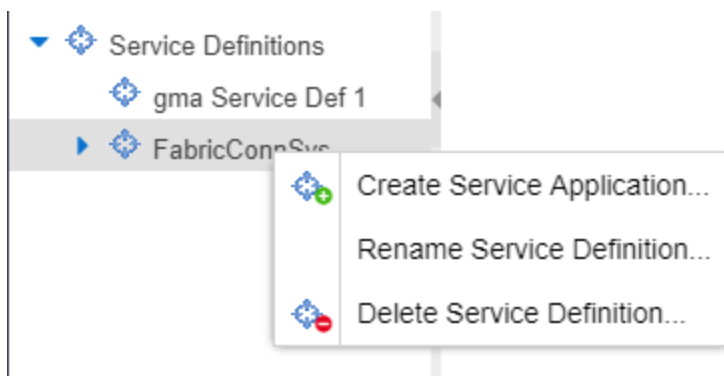 Service Definitions
gma Service Def 1
FabricConnSys
Create Service Application...
Rename Service Definition...
Delete Service Definition...